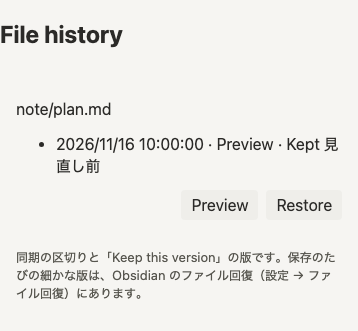 File history
note/plan.md
• 2026/11/16 10:00:00 · Preview · Kept 見
直し前
Preview Restore
同期の区切りと「Keep this version」の版です。保存のた
びの細かな版は、Obsidian のファイル回復（設定 → ファ
イル回復）にあります。